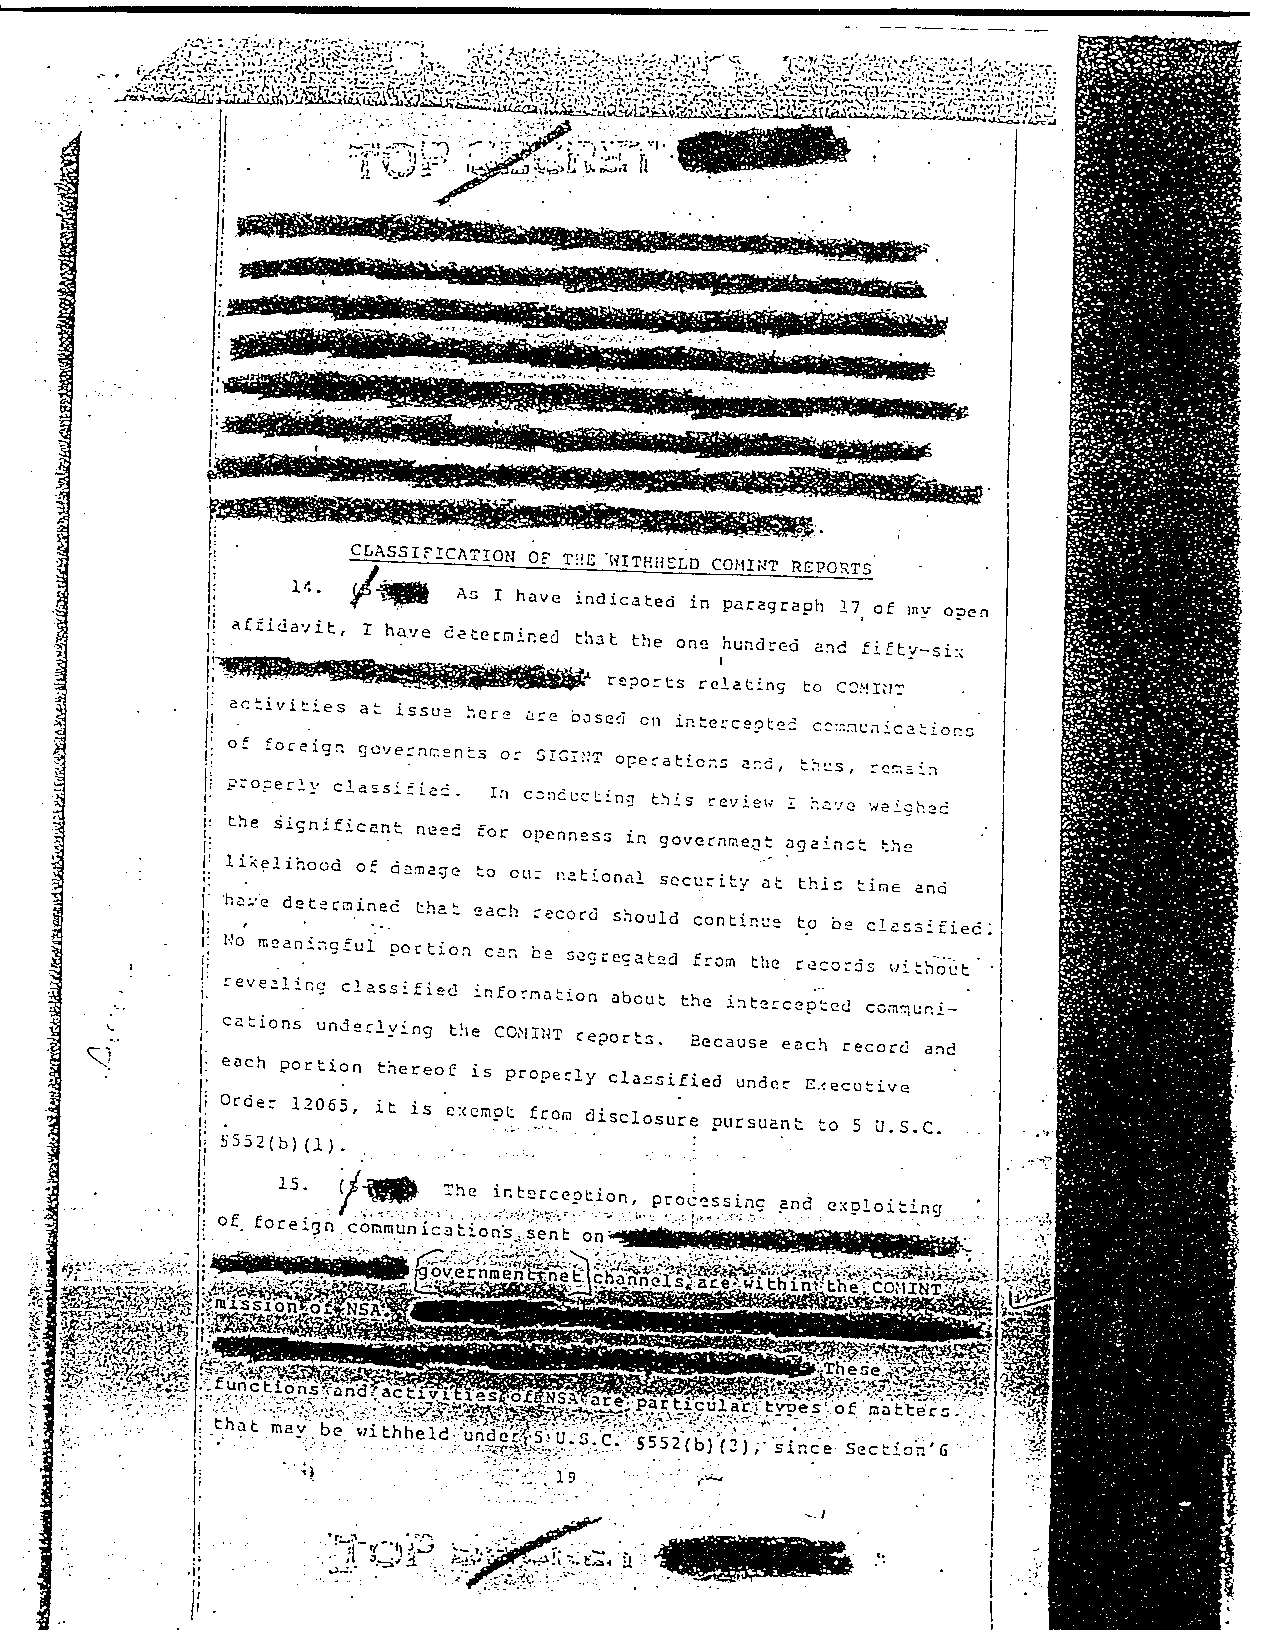 TOP SECRET
CLASSIFICATION OF THE WITHHELD COMINT REPORTS
14. As I have indicated in paragraph 17 of my open
affidavit, I have determined that the one hundred and fifty-six
reports relating to COMINT
activities at issue here are based on intercepted communications
of foreign governments or SIGINT operations and, thus, remain
properly classified. In conducting this review I have weighed
the significant need for openness in government against the
likelihood of damage to our national security at this time and
have determined that each record should continue to be classified.
No meaningful portion can be segregated from the records without
revealing classified information about the intercepted communi-
cations underlying the COMINT reports. Because each record and
each portion thereof is properly classified under Executive
Order 12065, it is exempt from disclosure pursuant to 5 U.S.C.
§552(b)(1).
15. The interception, processing and exploiting
of foreign communications sent on
government net channels are within the COMINT
mission of NSA.
These
functions and activities of NSA are particular types of matters
that may be withheld under 5 U.S.C. §552(b)(3), since Section 6
19
TOP SECRET